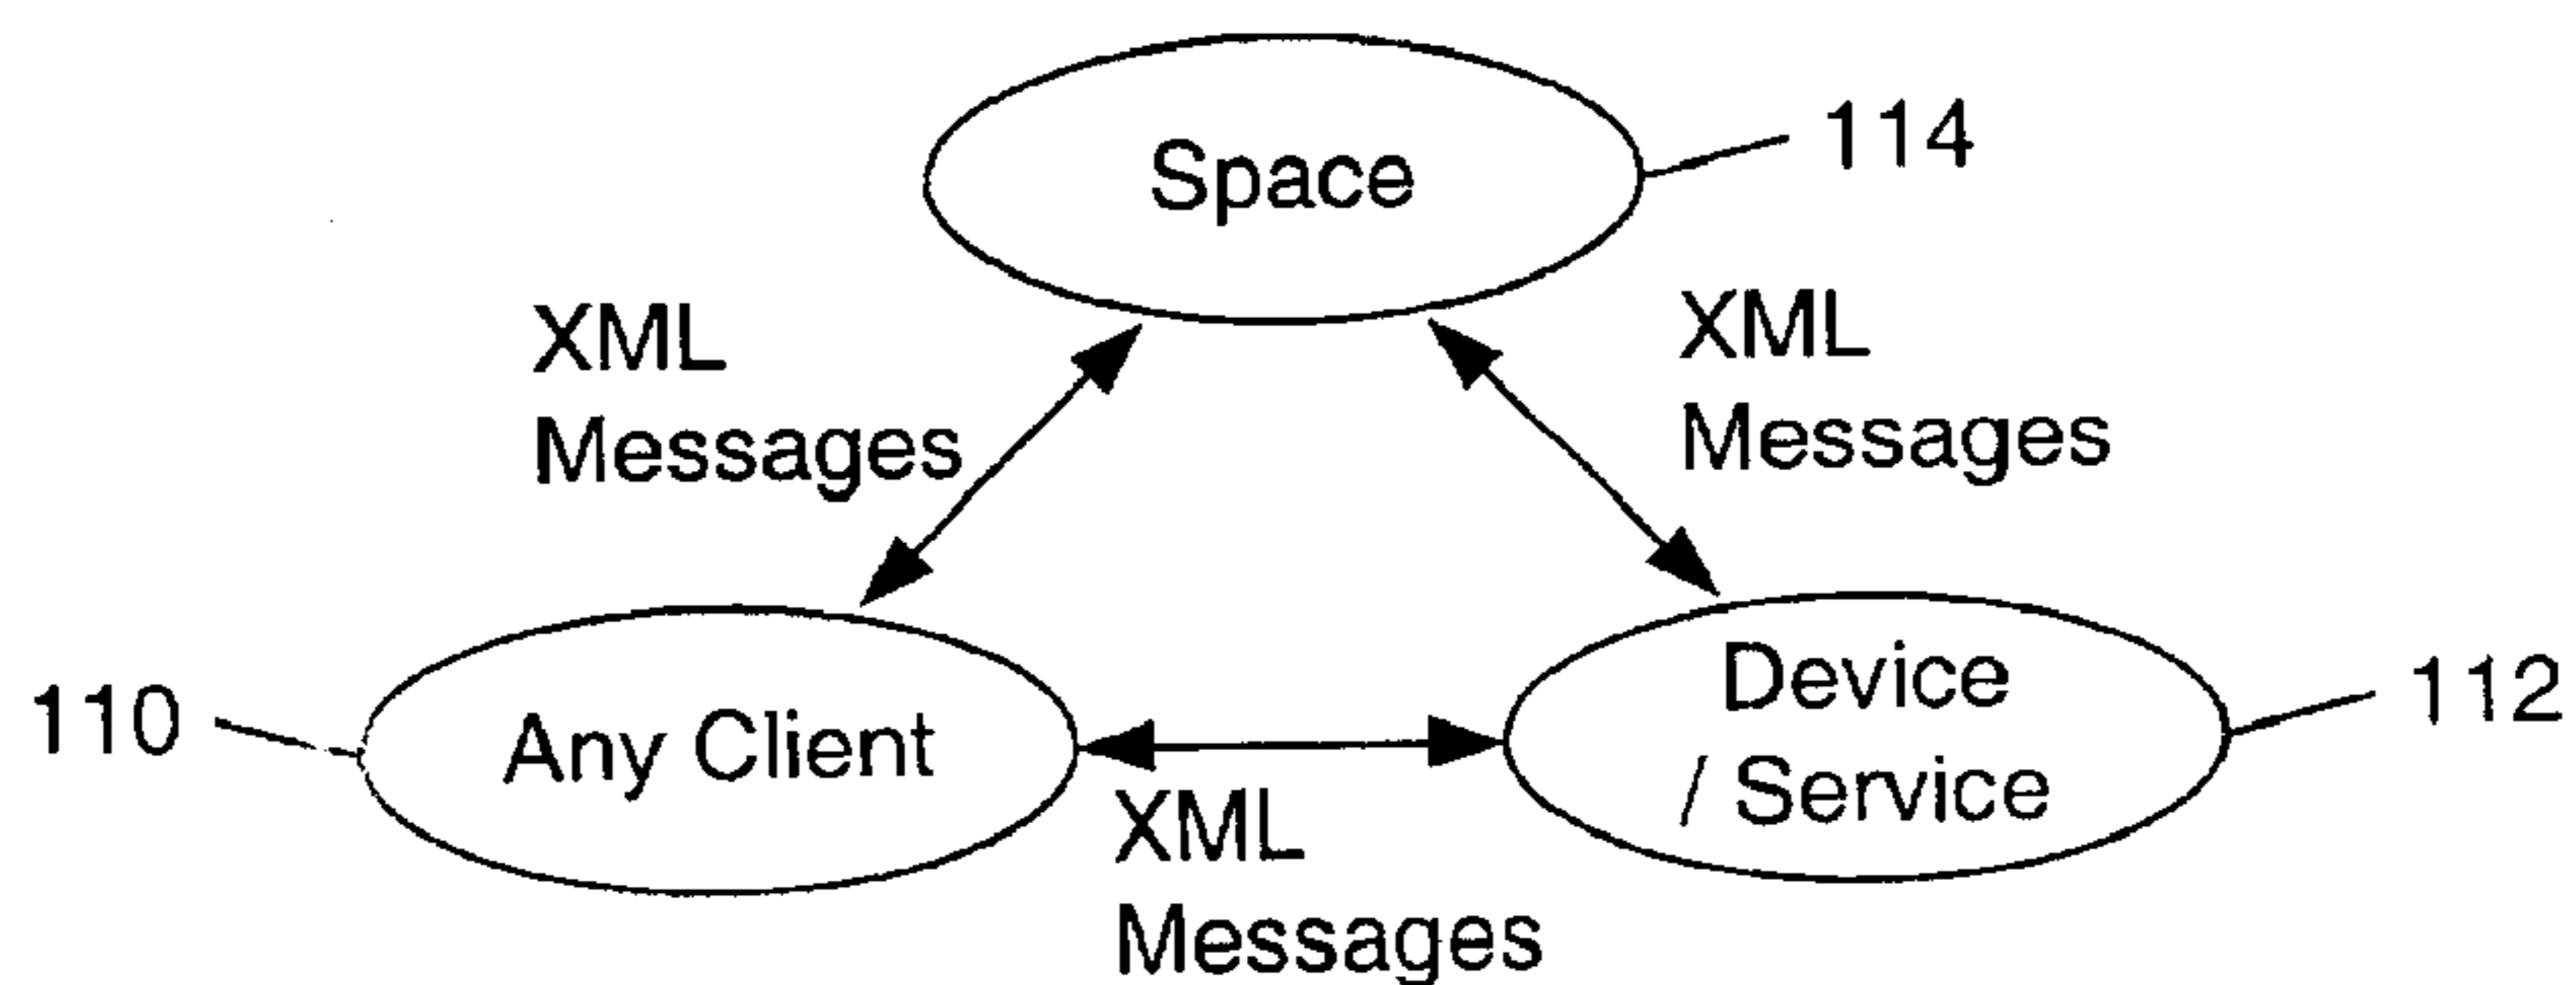 Space
114
XML
Messages
XML
Messages
110
Any Client
Device
/ Service
112
XML
Messages